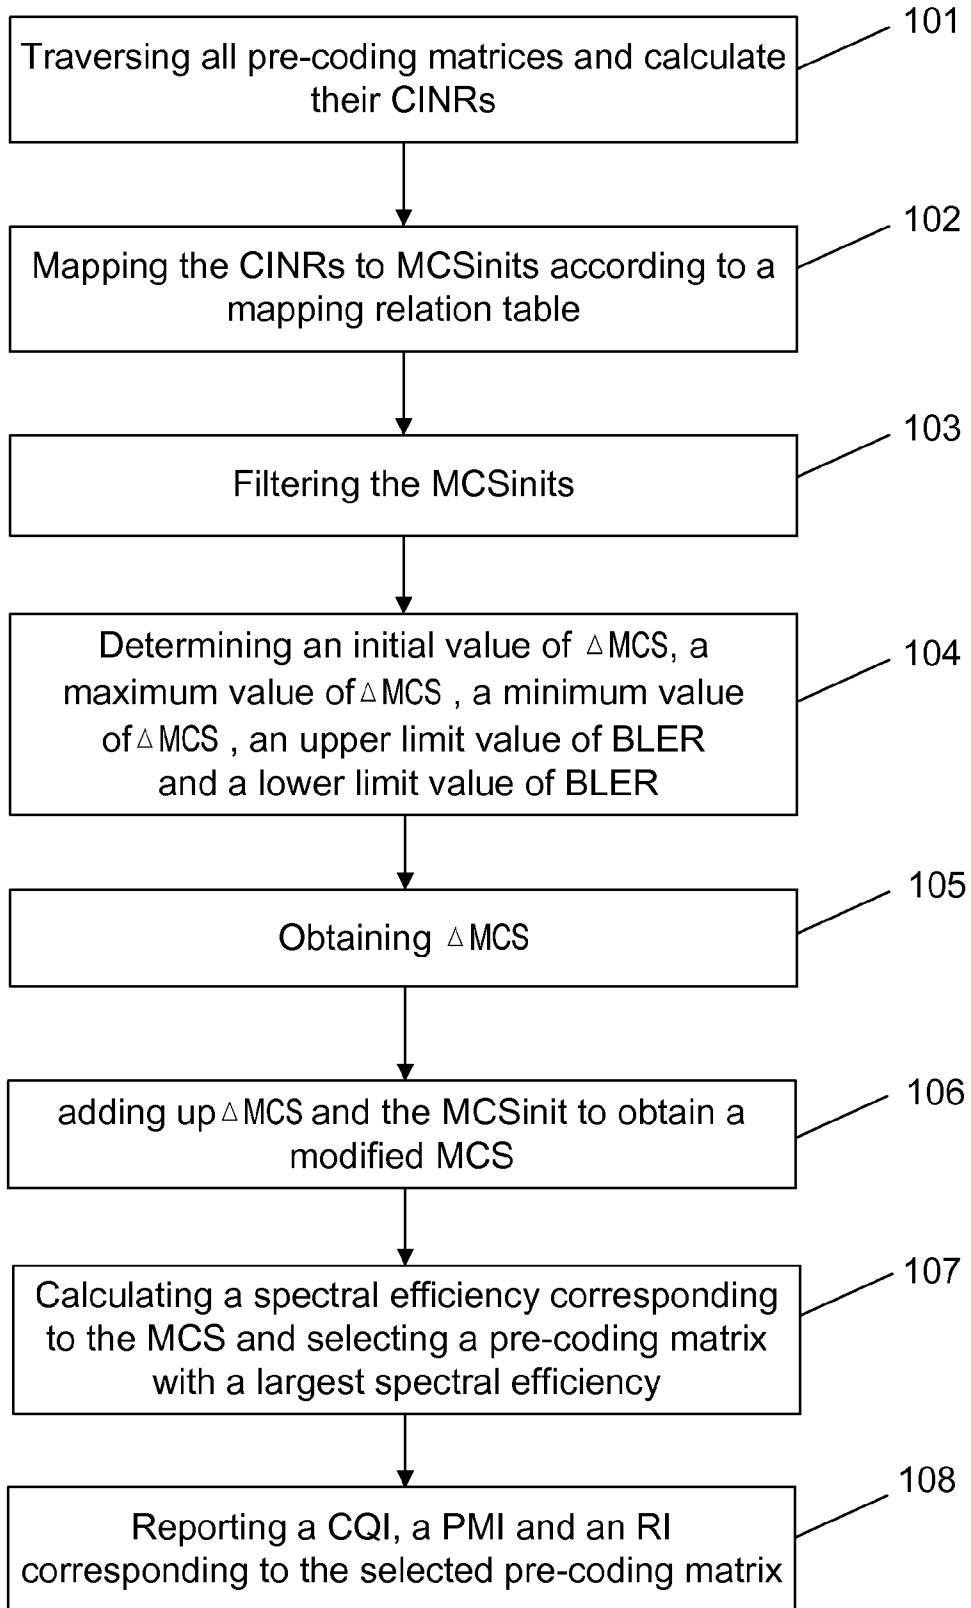 101
Traversing all pre-coding matrices and calculate
their CINRs
102
Mapping the CINRs to MCSinits according to a
mapping relation table
103
Filtering the MCSinits
104
Determining an initial value of △MCS, a
maximum value of△MCS , a minimum value
of△MCS , an upper limit value of BLER
and a lower limit value of BLER
105
Obtaining △MCS
106
adding up△MCS and the MCSinit to obtain a
modified MCS
107
Calculating a spectral efficiency corresponding
to the MCS and selecting a pre-coding matrix
with a largest spectral efficiency
108
Reporting a CQI, a PMI and an RI
corresponding to the selected pre-coding matrix